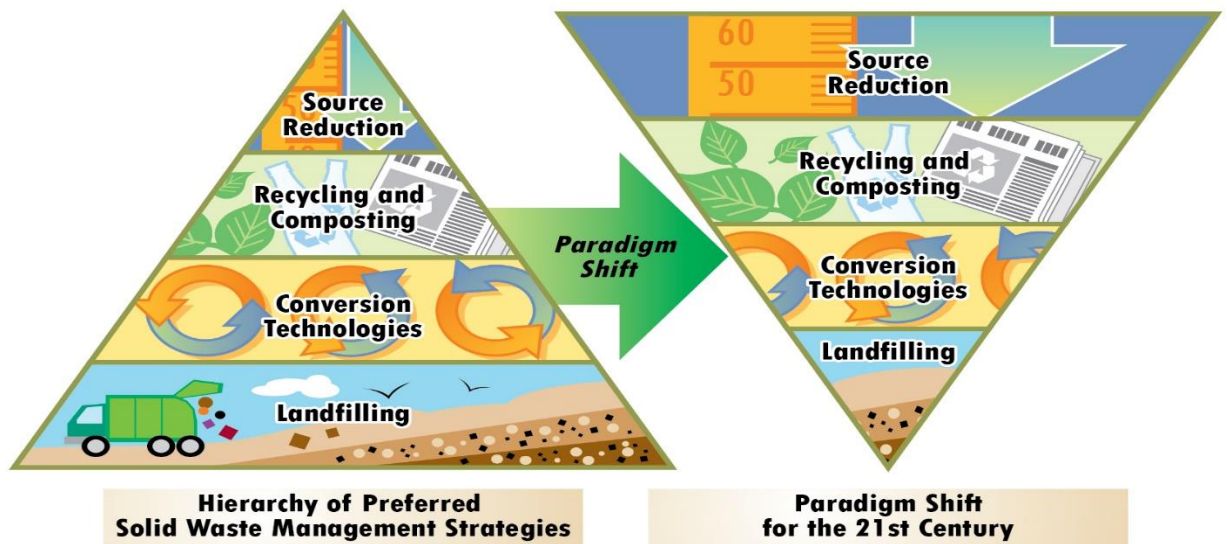 Source
Reduction
Recycling and
Composting
Conversion
Technologies
Landfilling
Hierarchy of Preferred
Solid Waste Management Strategies
Paradigm
Shift
60
50
Source
Reduction
Recycling and
Composting
Conversion
Technologies
Landfilling
Paradigm Shift
for the 21st Century